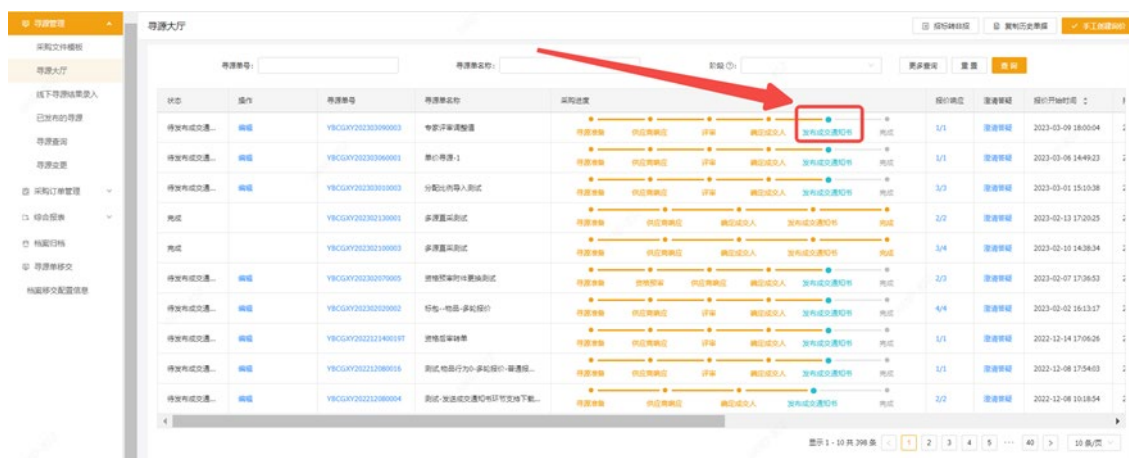 寻源管理
寻源大厅
招标转非招
复制历史单据
手工创建询价
采购文件模板
寻源大厅
线下寻源结果录入
已发布的寻源
寻源查询
寻源变更
采购订单管理
综合报表
档案归档
寻源单移交
档案移交配置信息
寻源单号:
寻源单名称:
阶段
更多查询
重置
查询
状态 操作 寻源单号 寻源单名称 采购进度 报价响应 澄清答疑 报价开始时间
待发布成交通... 编辑 YBCGXY202303090003 专家评审调整值 寻源准备 供应商响应 评审 确定成交人 发布成交通知书 完成 1/1 澄清答疑 2023-03-09 18:00:04
待发布成交通... 编辑 YBCGXY202303060001 单价寻源-1 寻源准备 供应商响应 评审 确定成交人 发布成交通知书 完成 1/1 澄清答疑 2023-03-06 14:49:23
待发布成交通... 编辑 YBCGXY202303010003 分配比例导入测试 寻源准备 供应商响应 评审 确定成交人 发布成交通知书 完成 3/3 澄清答疑 2023-03-01 15:10:38
完成 YBCGXY202302130001 多源直采测试 寻源准备 供应商响应 确定成交人 发布成交通知书 完成 2/2 澄清答疑 2023-02-13 17:20:25
完成 YBCGXY202302100003 多源直采测试 寻源准备 供应商响应 确定成交人 发布成交通知书 完成 3/4 澄清答疑 2023-02-10 14:38:34
待发布成交通... 编辑 YBCGXY202302070005 资格预审附件更换测试 寻源准备 资格预审 供应商响应 确定成交人 发布成交通知书 完成 2/3 澄清答疑 2023-02-07 17:36:53
待发布成交通... 编辑 YBCGXY202302020002 标包--物品-多轮报价 寻源准备 供应商响应 评审 确定成交人 发布成交通知书 完成 4/4 澄清答疑 2023-02-02 16:13:17
待发布成交通... 编辑 YBCGXY20221214001ST 资格后审转单 寻源准备 供应商响应 评审 确定成交人 发布成交通知书 完成 1/1 澄清答疑 2022-12-14 17:06:26
待发布成交通... 编辑 YBCGXY202212080016 测试,物品行为0-多轮报价-普通报... 寻源准备 供应商响应 评审 确定成交人 发布成交通知书 完成 1/1 澄清答疑 2022-12-08 17:54:03
待发布成交通... 编辑 YBCGXY202212080004 测试-发送成交通知书环节支持下载... 寻源准备 供应商响应 确定成交人 发布成交通知书 完成 2/2 澄清答疑 2022-12-08 10:18:54
显示 1 - 10 共 398 条 1 2 3 4 5 ··· 40 10 条/页